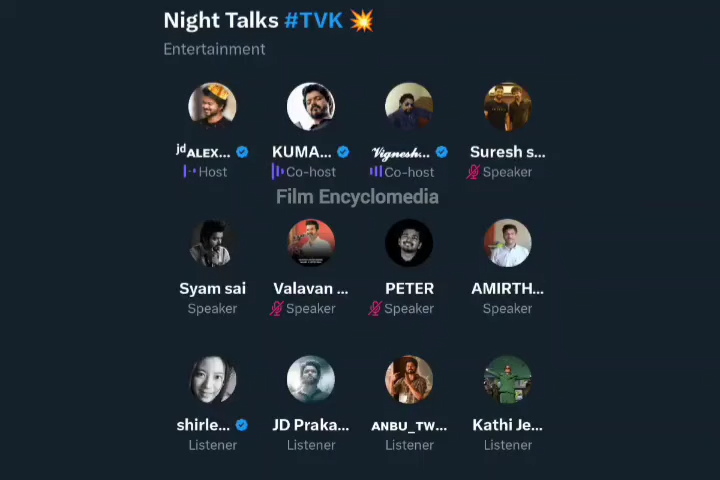 Night Talks #TVK 💥
Entertainment
jdALEX... KUMA... Vignesh... Suresh s...
Host Co-host Co-host Speaker
Film Encyclomedia
Syam sai Valavan ... PETER AMIRTH...
Speaker Speaker Speaker Speaker
shirle... JD Praka... ANBU_TW... Kathi Je...
Listener Listener Listener Listener